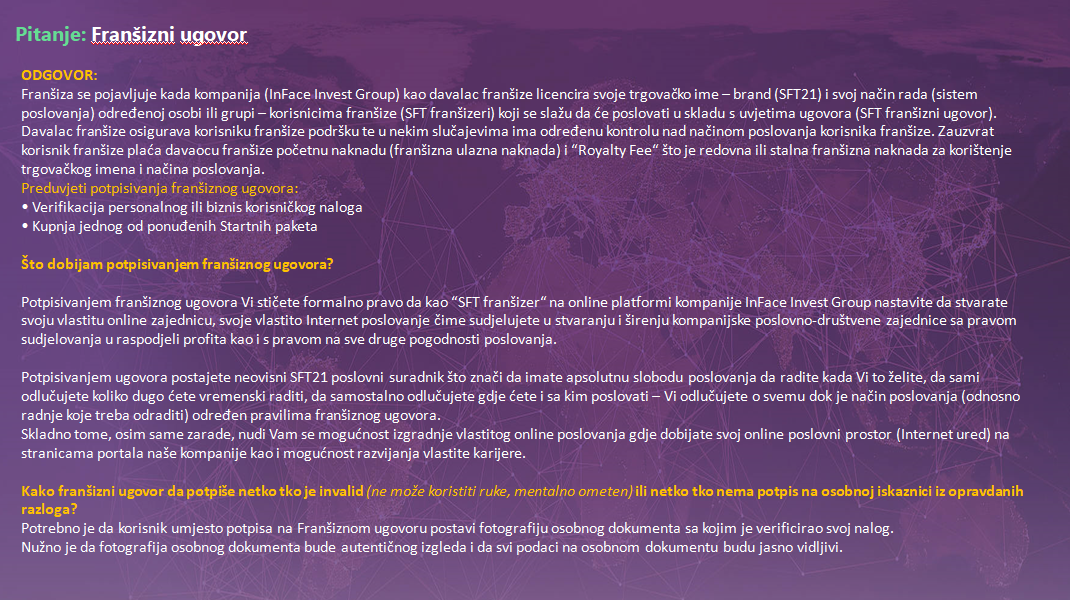 Pitanje: Franšizni ugovor
ODGOVOR:
Franšiza se pojavljuje kada kompanija (InFace Invest Group) kao davalac franšize licencira svoje trgovačko ime – brand (SFT21) i svoj način rada (sistem
poslovanja) određenoj osobi ili grupi – korisnicima franšize (SFT franšizeri) koji se slažu da će poslovati u skladu s uvjetima ugovora (SFT franšizni ugovor).
Davalac franšize osigurava korisniku franšize podršku te u nekim slučajevima ima određenu kontrolu nad načinom poslovanja korisnika franšize. Zauzvrat
korisnik franšize plaća davaocu franšize početnu naknadu (franšizna ulazna naknada) i “Royalty Fee“ što je redovna ili stalna franšizna naknada za korištenje
trgovačkog imena i načina poslovanja.
Preduvjeti potpisivanja franšiznog ugovora:
• Verifikacija personalnog ili biznis korisničkog naloga
• Kupnja jednog od ponuđenih Startnih paketa
Što dobijam potpisivanjem franšiznog ugovora?
Potpisivanjem franšiznog ugovora Vi stičete formalno pravo da kao “SFT franšizer“ na online platformi kompanije InFace Invest Group nastavite da stvarate
svoju vlastitu online zajednicu, svoje vlastito Internet poslovanje čime sudjelujete u stvaranju i širenju kompanijske poslovno-društvene zajednice sa pravom
sudjelovanja u raspodjeli profita kao i s pravom na sve druge pogodnosti poslovanja.
Potpisivanjem ugovora postajete neovisni SFT21 poslovni suradnik što znači da imate apsolutnu slobodu poslovanja da radite kada Vi to želite, da sami
odlučujete koliko dugo ćete vremenski raditi, da samostalno odlučujete gdje ćete i sa kim poslovati – Vi odlučujete o svemu dok je način poslovanja (odnosno
radnje koje treba odraditi) određen pravilima franšiznog ugovora.
Skladno tome, osim same zarade, nudi Vam se mogućnost izgradnje vlastitog online poslovanja gdje dobijate svoj online poslovni prostor (Internet ured) na
stranicama portala naše kompanije kao i mogućnost razvijanja vlastite karijere.
Kako franšizni ugovor da potpiše netko tko je invalid (ne može koristiti ruke, mentalno ometen) ili netko tko nema potpis na osobnoj iskaznici iz opravdanih
razloga?
Potrebno je da korisnik umjesto potpisa na Franšiznom ugovoru postavi fotografiju osobnog dokumenta sa kojim je verificirao svoj nalog.
Nužno je da fotografija osobnog dokumenta bude autentičnog izgleda i da svi podaci na osobnom dokumentu budu jasno vidljivi.